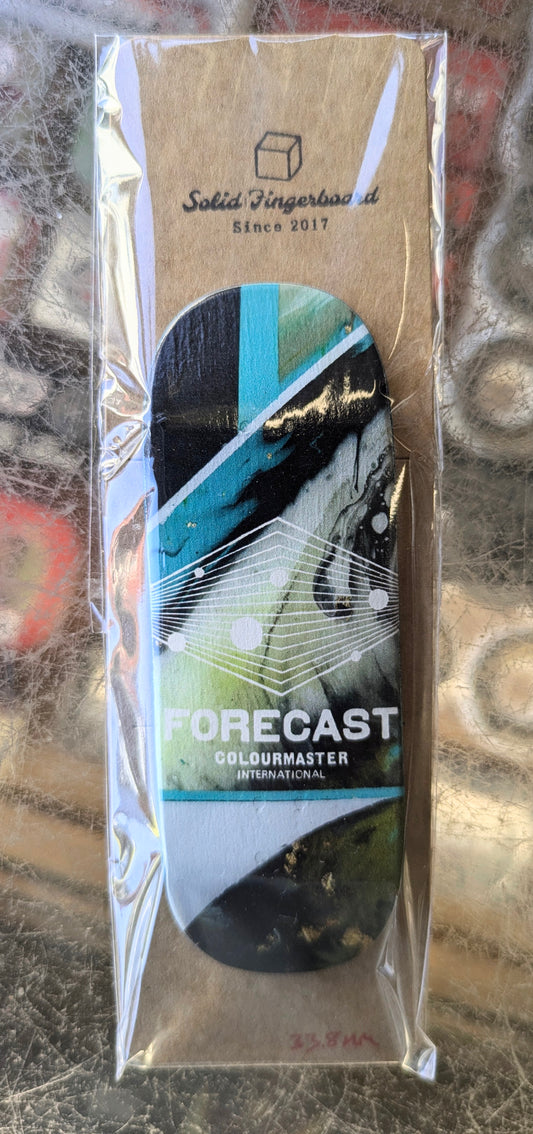 Solid Fingerboard
Since 2017
FORECAST
COLOURMASTER
INTERNATIONAL
33.8mm